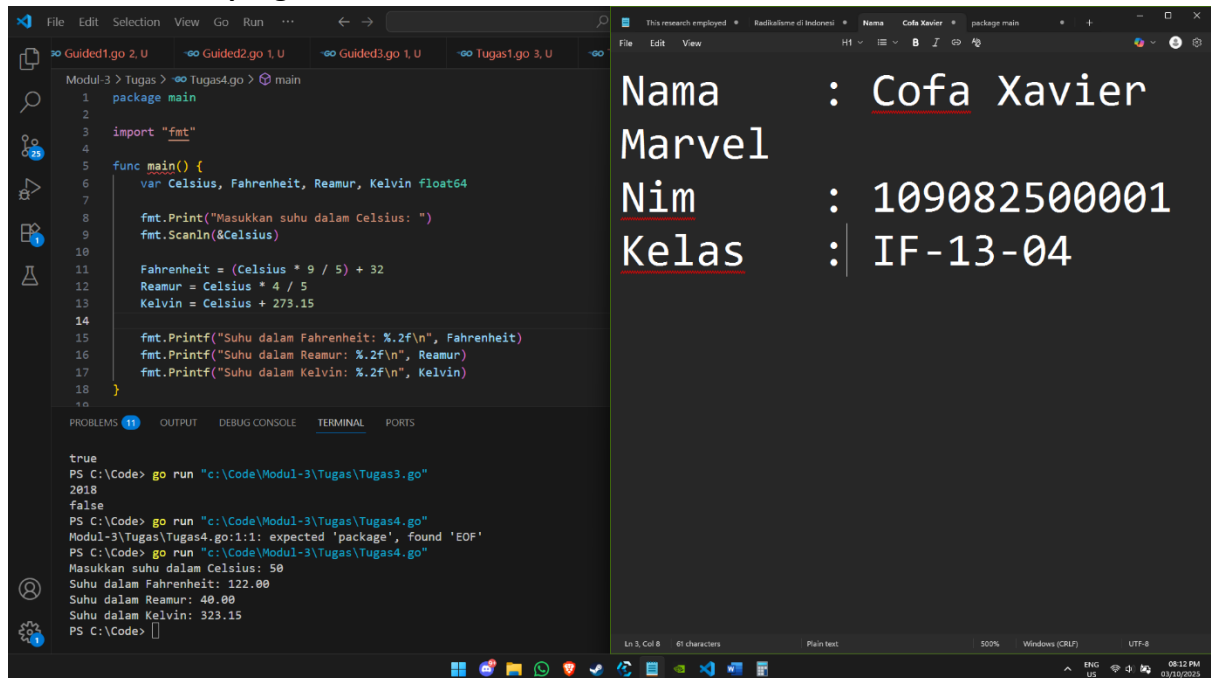 File Edit Selection View Go Run ...
Guided1.go 2, U Guided2.go 1, U Guided3.go 1, U Tugas1.go 3, U
Modul-3 > Tugas > Tugas4.go > main
1 package main
2
3 import "fmt"
4
5 func main() {
6 var Celsius, Fahrenheit, Reamur, Kelvin float64
7
8 fmt.Print("Masukkan suhu dalam Celsius: ")
9 fmt.Scanln(&Celsius)
10
11 Fahrenheit = (Celsius * 9 / 5) + 32
12 Reamur = Celsius * 4 / 5
13 Kelvin = Celsius + 273.15
14
15 fmt.Printf("Suhu dalam Fahrenheit: %.2f\n", Fahrenheit)
16 fmt.Printf("Suhu dalam Reamur: %.2f\n", Reamur)
17 fmt.Printf("Suhu dalam Kelvin: %.2f\n", Kelvin)
18 }
19
25
1
PROBLEMS 11 OUTPUT DEBUG CONSOLE TERMINAL PORTS
true
PS C:\Code> go run "c:\Code\Modul-3\Tugas\Tugas3.go"
2018
false
PS C:\Code> go run "c:\Code\Modul-3\Tugas\Tugas4.go"
Modul-3\Tugas\Tugas4.go:1:1: expected 'package', found 'EOF'
PS C:\Code> go run "c:\Code\Modul-3\Tugas\Tugas4.go"
Masukkan suhu dalam Celsius: 50
Suhu dalam Fahrenheit: 122.00
Suhu dalam Reamur: 40.00
Suhu dalam Kelvin: 323.15
PS C:\Code>
1
This research employed Radikalisme di Indonesi Nama Cofa Xavier package main
File Edit View H1 B I
Nama : Cofa Xavier
Marvel
Nim : 109082500001
Kelas : IF-13-04
Ln 3, Col 8 61 characters Plain text 500% Windows (CRLF) UTF-8
ENG
US
08:12 PM
03/10/2025